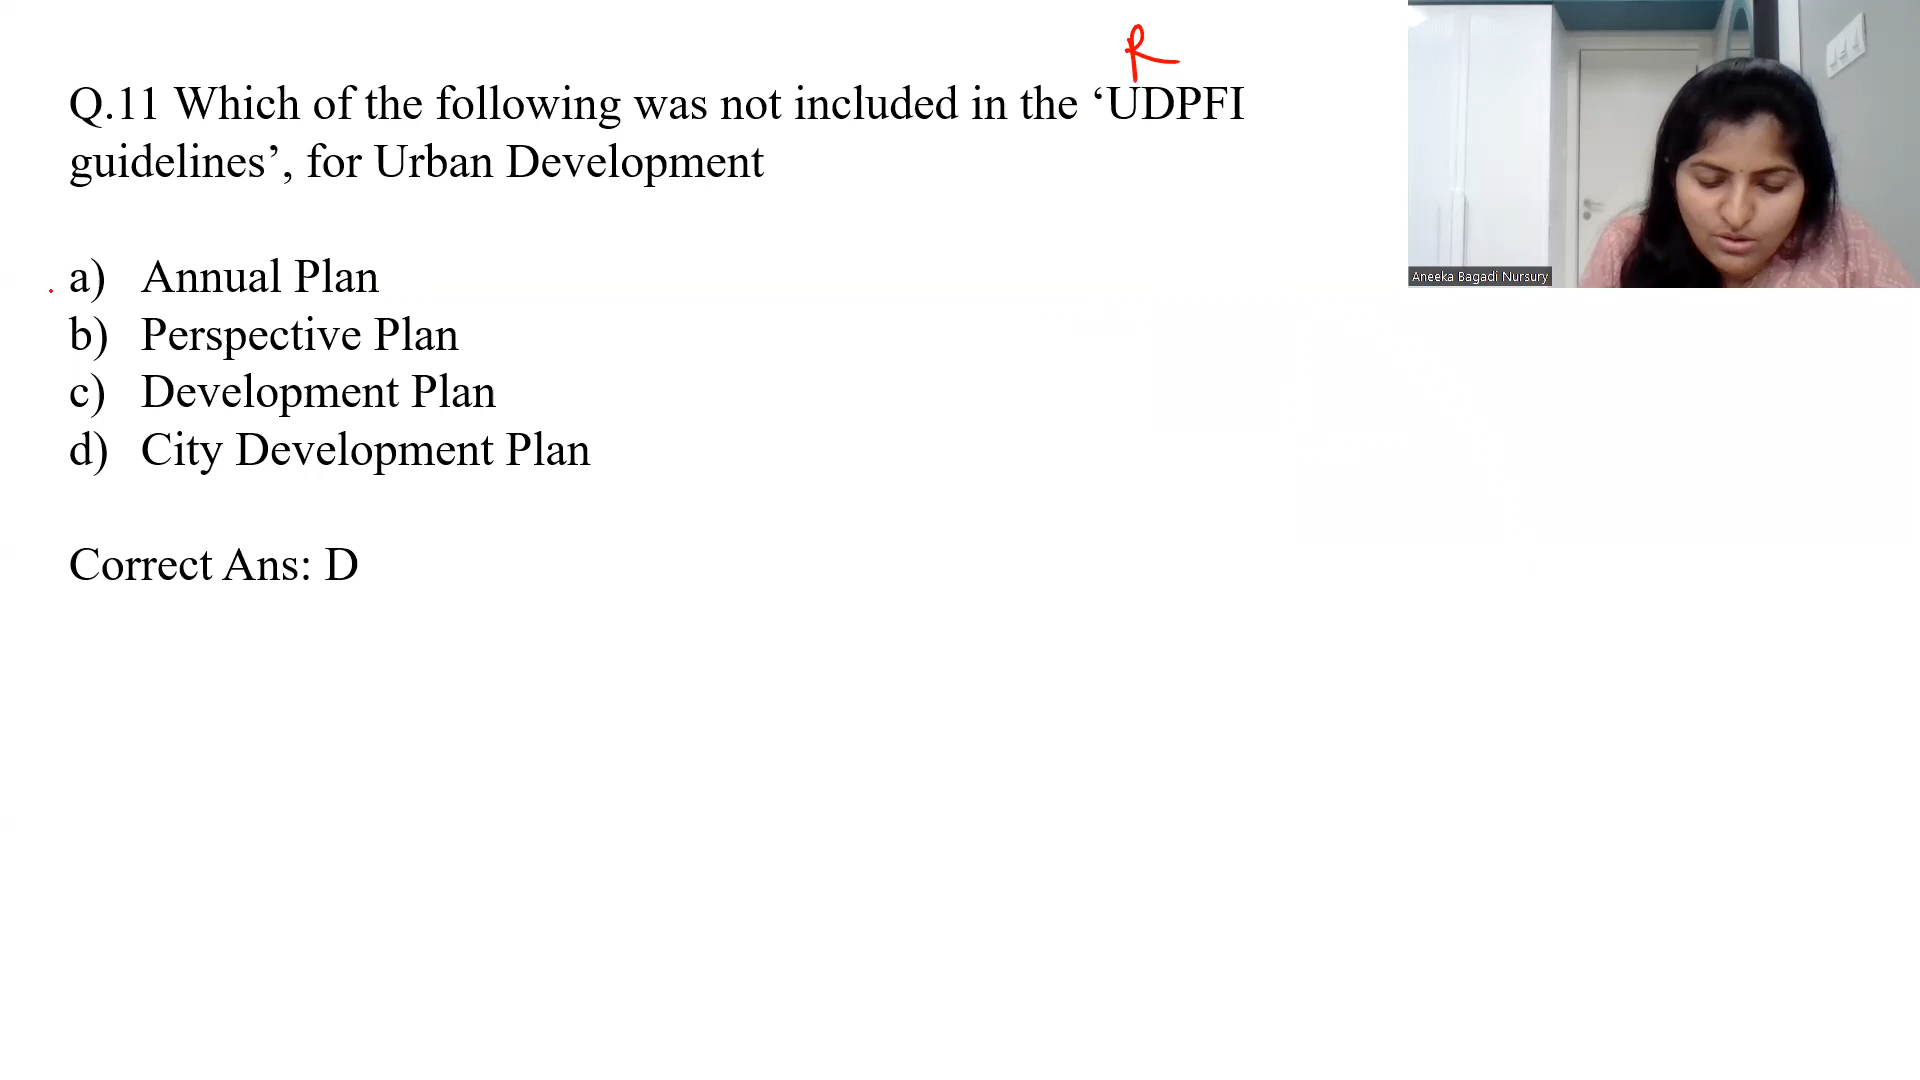 R
Q.11 Which of the following was not included in the ‘UDPFI
guidelines’, for Urban Development
a) Annual Plan
b) Perspective Plan
c) Development Plan
d) City Development Plan
Correct Ans: D
Aneeka Bagadi Nursury